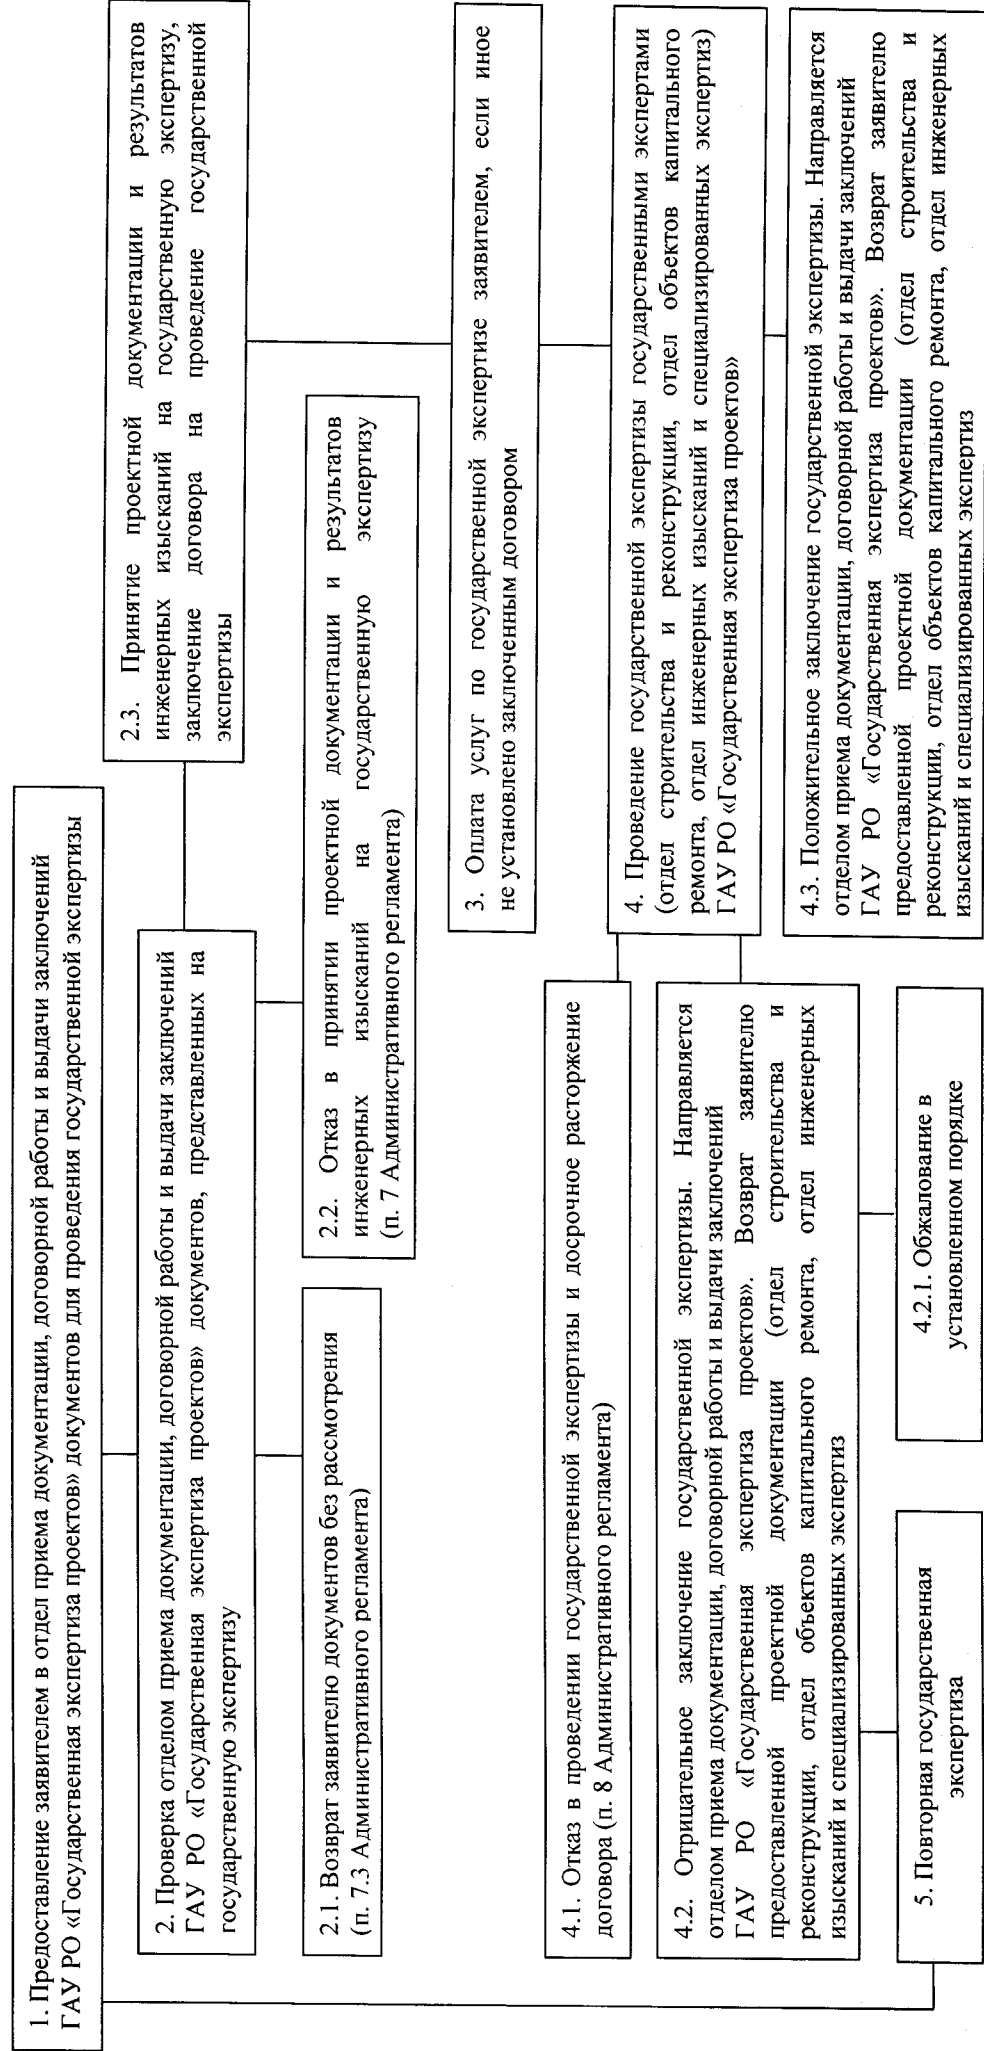 1. Предоставление заявителем в отдел приема документации, договорной работы и выдачи заключений
ГАУ РО «Государственная экспертиза проектов» документов для проведения государственной экспертизы
2. Проверка отделом приема документации, договорной работы и выдачи заключений
ГАУ РО «Государственная экспертиза проектов» документов, представленных на
государственную экспертизу
2.1. Возврат заявителю документов без рассмотрения
(п. 7.3 Административного регламента)
2.2. Отказ в принятии проектной документации и результатов
инженерных изысканий на государственную экспертизу
(п. 7 Административного регламента)
2.3. Принятие проектной документации и результатов
инженерных изысканий на государственную экспертизу,
заключение договора на проведение государственной
экспертизы
3. Оплата услуг по государственной экспертизе заявителем, если иное
не установлено заключенным договором
4. Проведение государственной экспертизы государственными экспертами
(отдел строительства и реконструкции, отдел объектов капитального
ремонта, отдел инженерных изысканий и специализированных экспертиз)
ГАУ РО «Государственная экспертиза проектов»
4.1. Отказ в проведении государственной экспертизы и досрочное расторжение
договора (п. 8 Административного регламента)
4.2. Отрицательное заключение государственной экспертизы. Направляется
отделом приема документации, договорной работы и выдачи заключений
ГАУ РО «Государственная экспертиза проектов». Возврат заявителю
предоставленной проектной документации (отдел строительства и
реконструкции, отдел объектов капитального ремонта, отдел инженерных
изысканий и специализированных экспертиз
4.3. Положительное заключение государственной экспертизы. Направляется
отделом приема документации, договорной работы и выдачи заключений
ГАУ РО «Государственная экспертиза проектов». Возврат заявителю
предоставленной проектной документации (отдел строительства и
реконструкции, отдел объектов капитального ремонта, отдел инженерных
изысканий и специализированных экспертиз
5. Повторная государственная
экспертиза
4.2.1. Обжалование в
установленном порядке